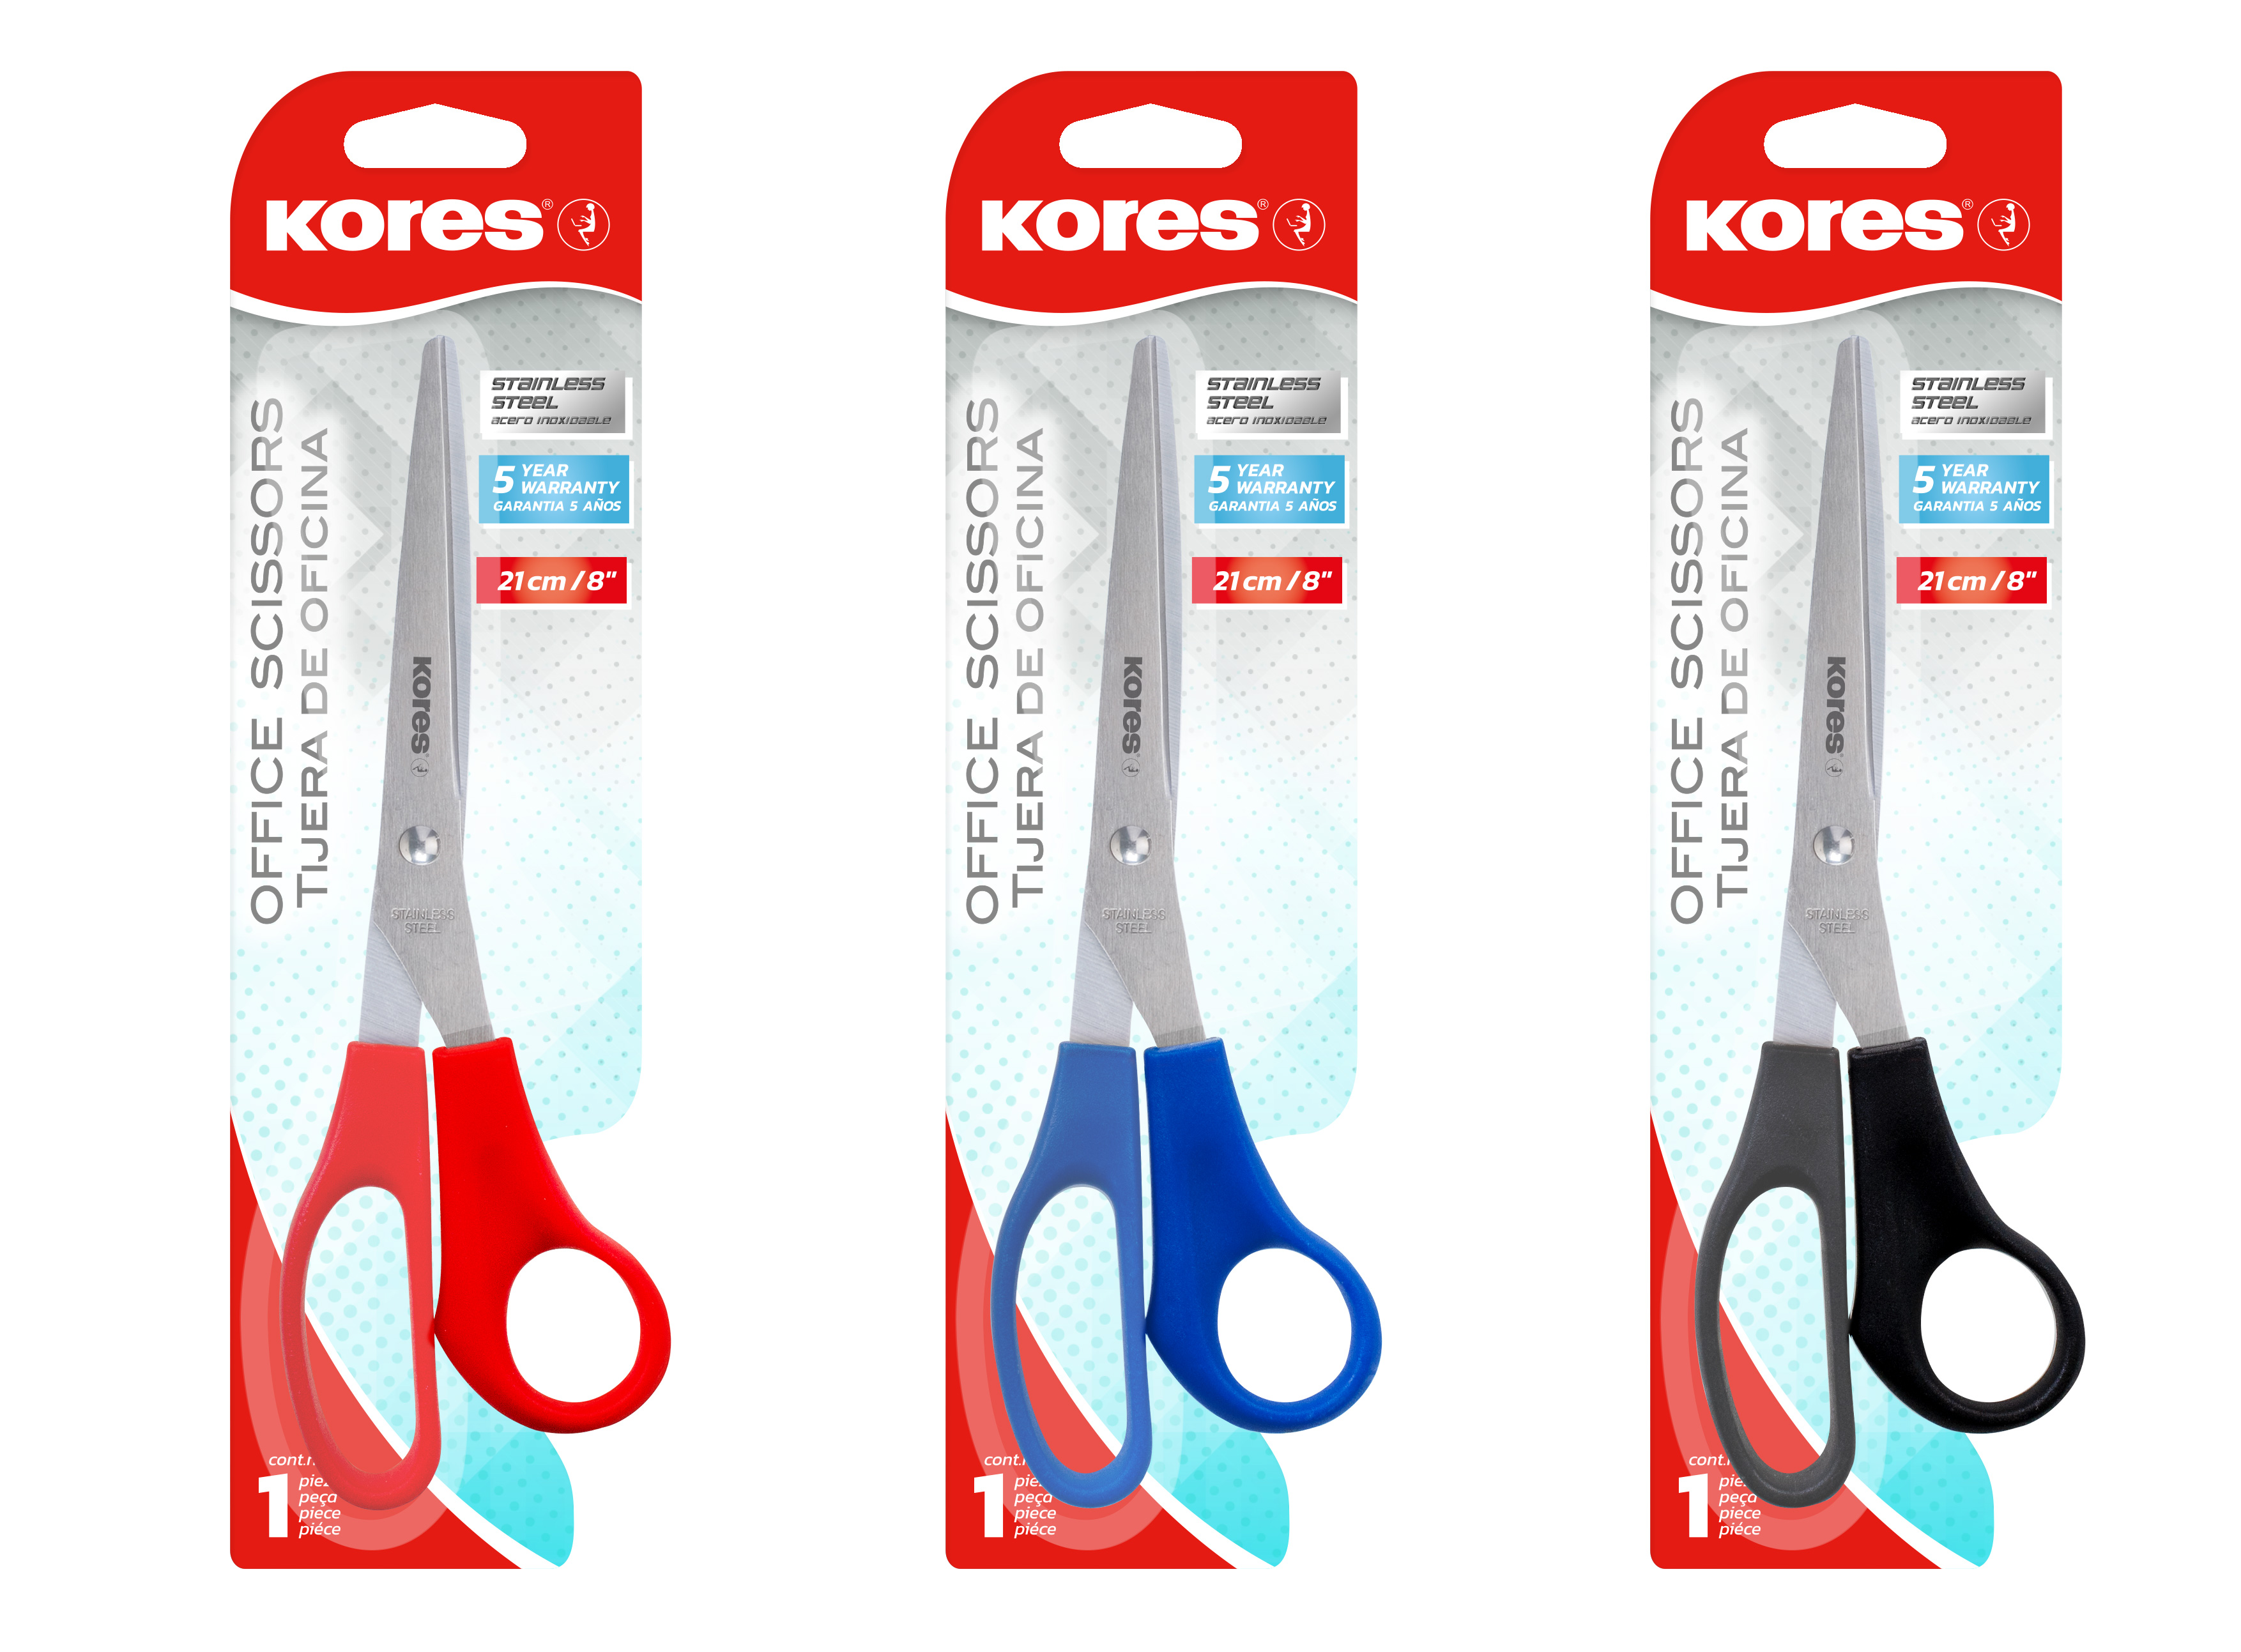 Kores®
STAINLESS
STEEL
acero inoxidable
5 YEAR
WARRANTY
GARANTIA 5 AÑOS
21cm/8"
OFFICE SCISSORS
TIJERA DE OFICINA
Kores
STAINLESS
STEEL
1
peça
piece
piéce
Kores®
STAINLESS
STEEL
acero inoxidable
5 YEAR
WARRANTY
GARANTIA 5 AÑOS
21cm/8"
OFFICE SCISSORS
TIJERA DE OFICINA
Kores
STAINLESS
STEEL
1
peça
piece
piéce
Kores®
STAINLESS
STEEL
acero inoxidable
5 YEAR
WARRANTY
GARANTIA 5 AÑOS
21cm/8"
OFFICE SCISSORS
TIJERA DE OFICINA
Kores
STAINLESS
STEEL
1
peça
piece
piéce